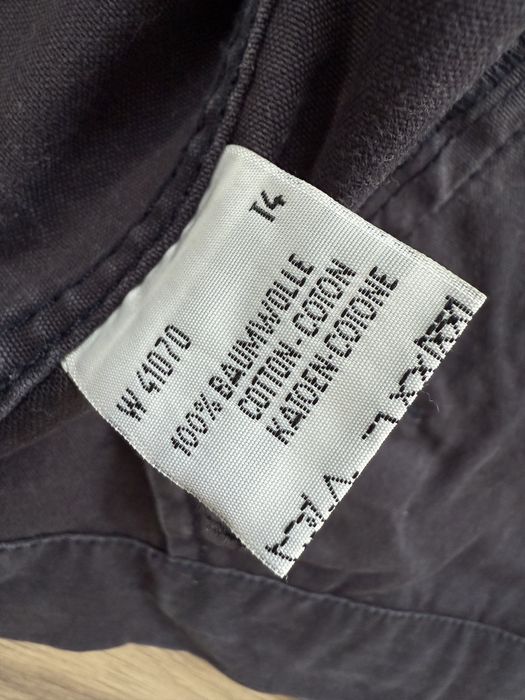 14
W 41070
100% BAUMWOLLE
COTTON-COTON
KATOEN-COTONE